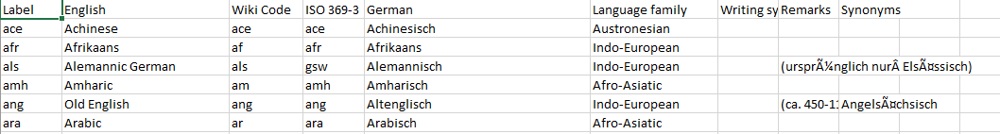 Label English Wiki Code ISO 369-3 German Language family Writing sy Remarks Synonyms
ace Achinese ace ace Achinesisch Austronesian
afr Afrikaans af afr Afrikaans Indo-European
als Alemannic German als gsw Alemannisch Indo-European (ursprÃ¼nglich nurÂ ElsÃ¤ssisch)
amh Amharic am amh Amharisch Afro-Asiatic
ang Old English ang ang Altenglisch Indo-European (ca. 450-11 AngelsÃ¤chsisch
ara Arabic ar ara Arabisch Afro-Asiatic